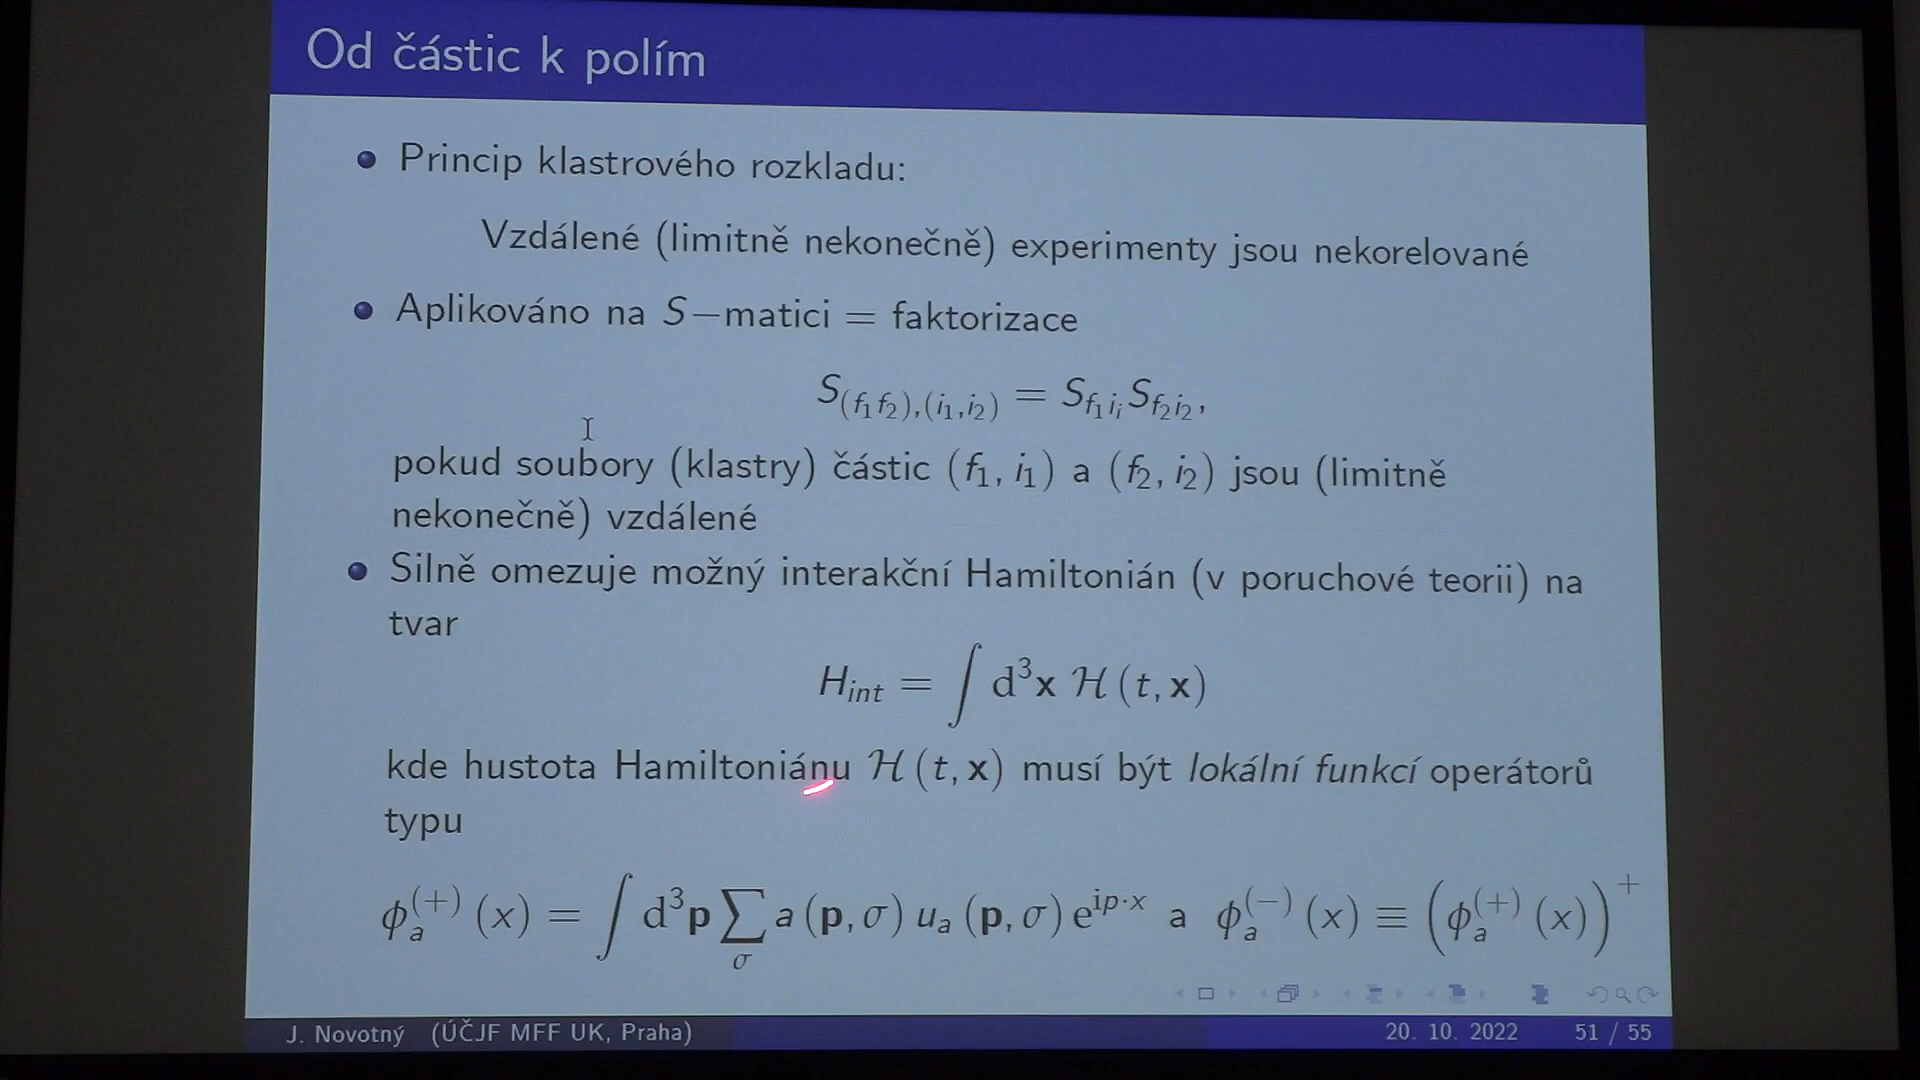 Od částic k polím
Princip klastrového rozkladu:
Vzdálené (limitně nekonečně) experimenty jsou nekorelované
Aplikováno na S−matici = faktorizace
S_{(f_1 f_2),(i_1,i_2)} = S_{f_1 i_i} S_{f_2 i_2},
pokud soubory (klastry) částic (f_1, i_1) a (f_2, i_2) jsou (limitně
nekonečně) vzdálené
Silně omezuje možný interakční Hamiltonián (v poruchové teorii) na
tvar
H_{int} = ∫ d³x ℋ (t, x)
kde hustota Hamiltoniánu ℋ (t, x) musí být lokální funkcí operátorů
typu
ϕ_a^{(+)} (x) = ∫ d³p ∑_σ a (p, σ) u_a (p, σ) e^{ip·x} a ϕ_a^{(−)} (x) ≡ (ϕ_a^{(+)} (x))^+
J. Novotný (ÚČJF MFF UK, Praha) 20. 10. 2022 51 / 55